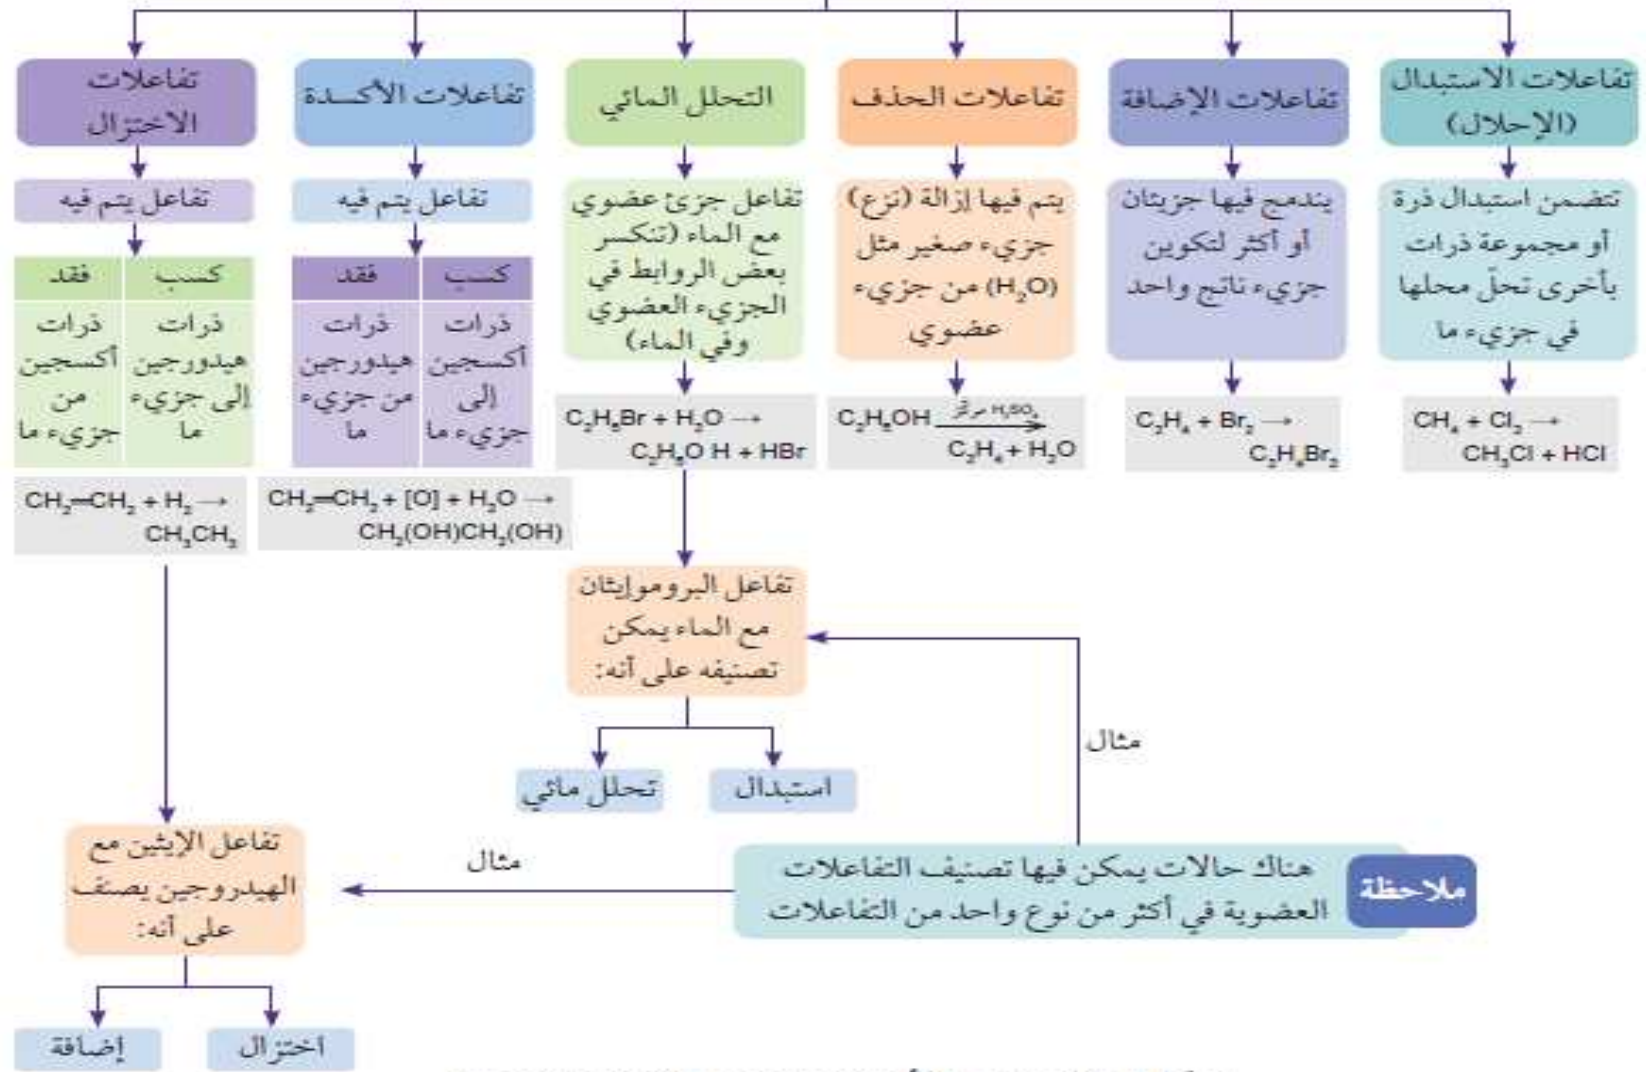 تفاعلات الاستبدال
(الإحلال)
تتضمن استبدال ذرة
أو مجموعة ذرات
بأخرى تحلّ محلها
في جزيء ما
CH₄ + Cl₂ →
CH₃Cl + HCl
تفاعلات الإضافة
يندمج فيها جزيئان
أو أكثر لتكوين
جزيء ناتج واحد
C₂H₄ + Br₂ →
C₂H₄Br₂
تفاعلات الحذف
يتم فيها إزالة (نزع)
جزيء صغير مثل
(H₂O) من جزيء
عضوي
C₂H₅OH مركّز H₂SO₄ →
C₂H₄ + H₂O
التحلل المائي
تفاعل جزئ عضوي
مع الماء (تنكسر
بعض الروابط في
الجزيء العضوي
وفي الماء)
C₂H₅Br + H₂O →
C₂H₅O H + HBr
تفاعل البروموإيثان
مع الماء يمكن
تصنيفه على أنه:
استبدال
تحلل مائي
تفاعلات الأكسدة
تفاعل يتم فيه
كسب
ذرات
أكسجين
إلى
جزيء ما
فقد
ذرات
هيدورجين
من جزيء
ما
CH₂═CH₂ + [O] + H₂O →
CH₂(OH)CH₂(OH)
تفاعلات
الاختزال
تفاعل يتم فيه
كسب
ذرات
هيدورجين
إلى جزيء
ما
فقد
ذرات
أكسجين
من
جزيء ما
CH₂═CH₂ + H₂ →
CH₃CH₃
تفاعل الإيثين مع
الهيدروجين يصنف
على أنه:
اختزال
إضافة
ملاحظة
هناك حالات يمكن فيها تصنيف التفاعلات
العضوية في أكثر من نوع واحد من التفاعلات
مثال
مثال